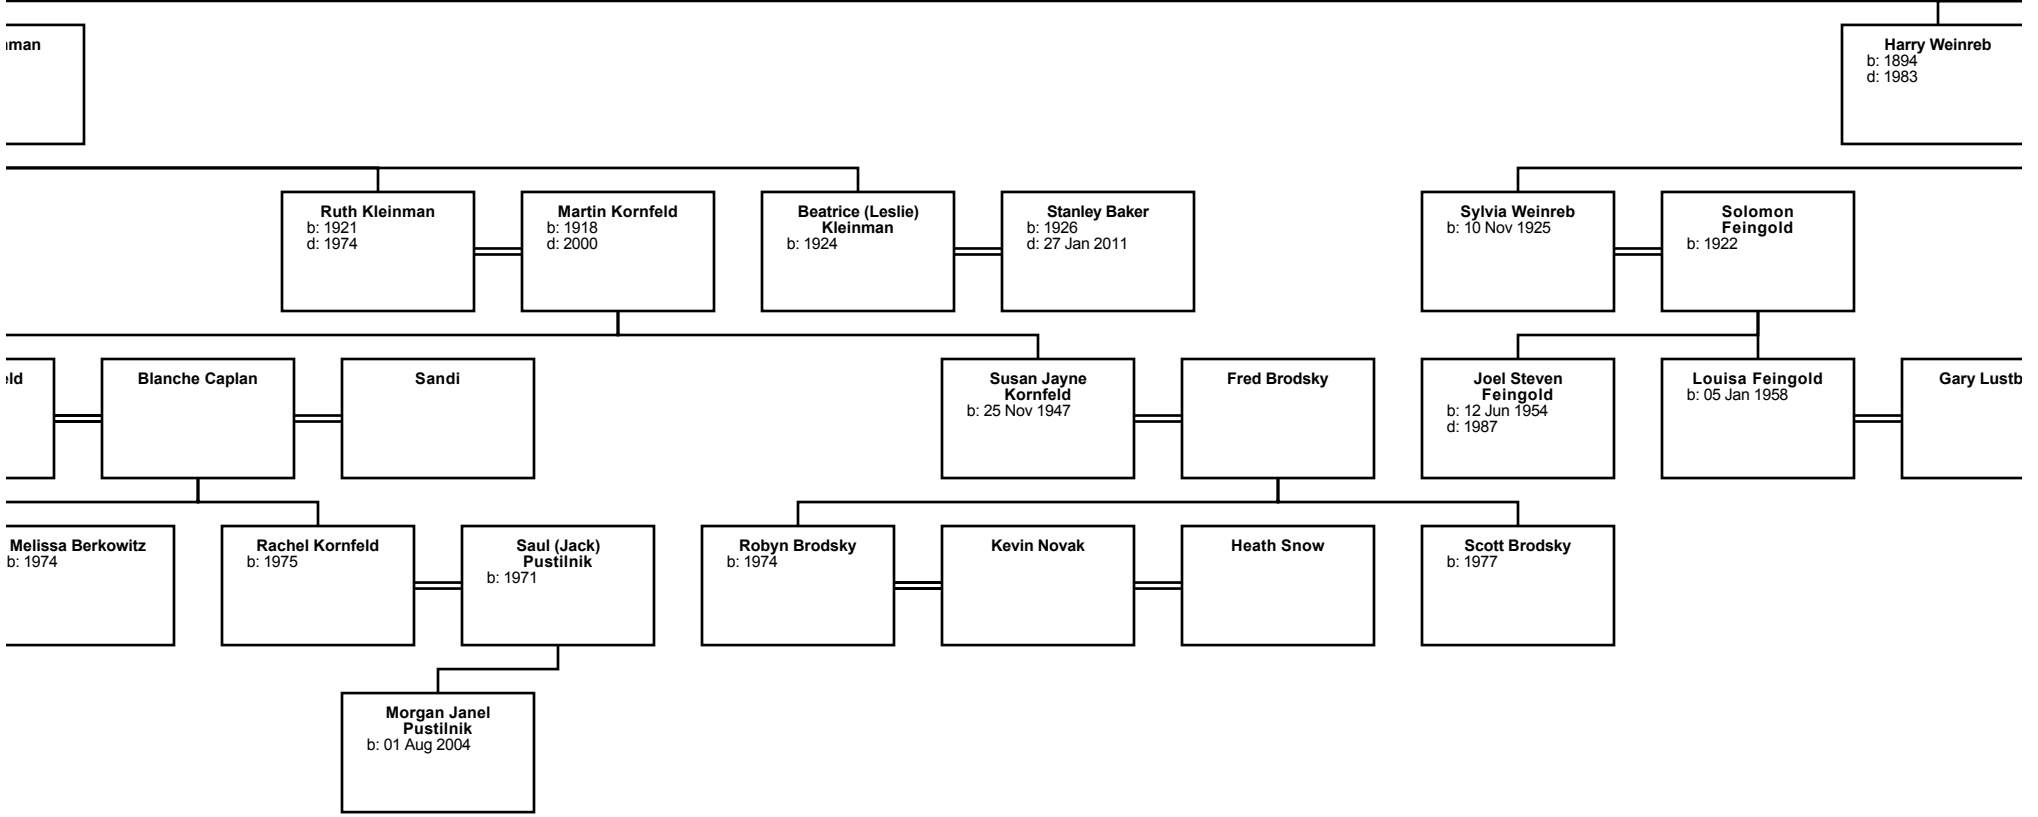 Harry Weinreb
b: 1894
d: 1983
Ruth Kleinman
b: 1921
d: 1974
Martin Kornfeld
b: 1918
d: 2000
Beatrice (Leslie)
Kleinman
b: 1924
Stanley Baker
b: 1926
d: 27 Jan 2011
Sylvia Weinreb
b: 10 Nov 1925
Solomon
Feingold
b: 1922
Blanche Caplan
Sandi
Susan Jayne
Kornfeld
b: 25 Nov 1947
Fred Brodsky
Joel Steven
Feingold
b: 12 Jun 1954
d: 1987
Louisa Feingold
b: 05 Jan 1958
Gary Lustb
Melissa Berkowitz
b: 1974
Rachel Kornfeld
b: 1975
Saul (Jack)
Pustilnik
b: 1971
Robyn Brodsky
b: 1974
Kevin Novak
Heath Snow
Scott Brodsky
b: 1977
Morgan Janel
Pustilnik
b: 01 Aug 2004